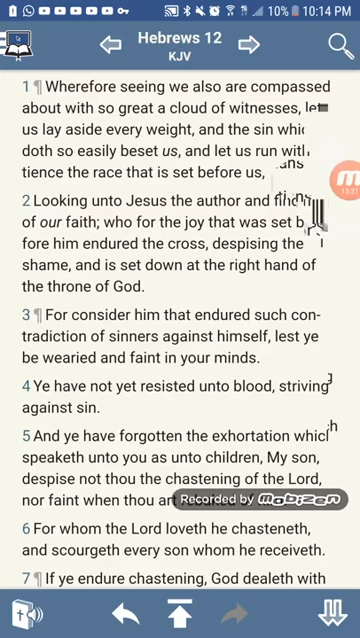 10% 10:14 PM
Hebrews 12
KJV
1 ¶ Wherefore seeing we also are compassed
about with so great a cloud of witnesses, let
us lay aside every weight, and the sin whic
doth so easily beset us, and let us run with
tience the race that is set before us,
2 Looking unto Jesus the author and
of our faith; who for the joy that was set b
fore him endured the cross, despising the
shame, and is set down at the right hand of
the throne of God.
3 ¶ For consider him that endured such con-
tradiction of sinners against himself, lest ye
be wearied and faint in your minds.
4 Ye have not yet resisted unto blood, striving
against sin.
5 And ye have forgotten the exhortation which
speaketh unto you as unto children, My son,
despise not thou the chastening of the Lord,
nor faint when thou art
Recorded by mobizen
6 For whom the Lord loveth he chasteneth,
and scourgeth every son whom he receiveth.
7 ¶ If ye endure chastening, God dealeth with